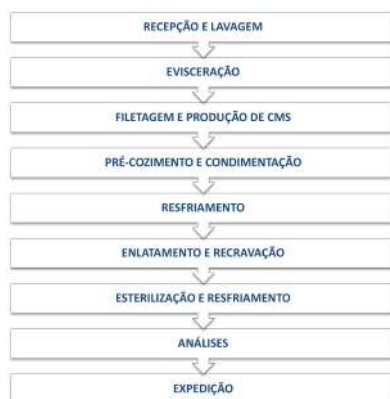 RECEPÇÃO E LAVAGEM
EVISCERAÇÃO
FILETAGEM E PRODUÇÃO DE CMS
PRÉ-COZIMENTO E CONDIMENTAÇÃO
RESFRIAMENTO
ENLATAMENTO E RECRAVAÇÃO
ESTERILIZAÇÃO E RESFRIAMENTO
ANÁLISES
EXPEDIÇÃO